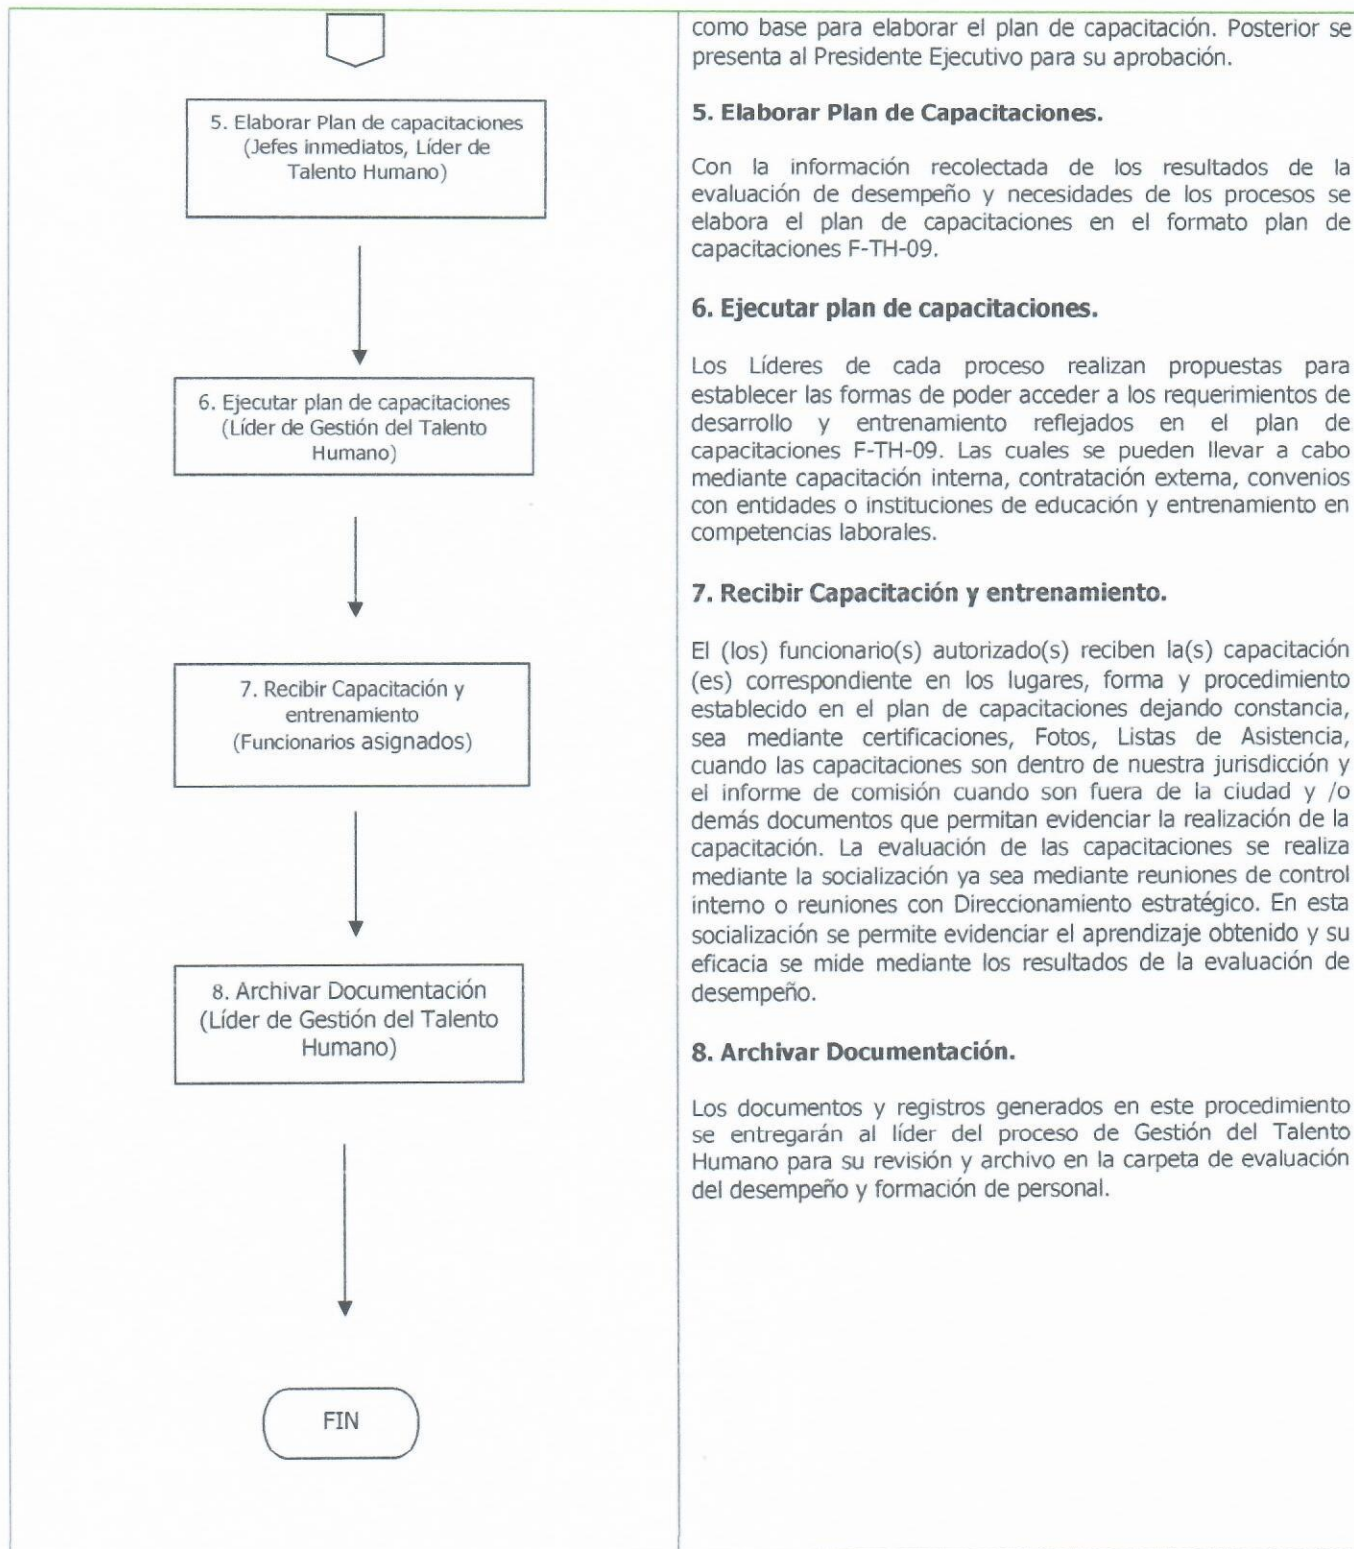 5. Elaborar Plan de capacitaciones
(Jefes inmediatos, Líder de
Talento Humano)
6. Ejecutar plan de capacitaciones
(Líder de Gestión del Talento
Humano)
7. Recibir Capacitación y
entrenamiento
(Funcionarios asignados)
8. Archivar Documentación
(Líder de Gestión del Talento
Humano)
FIN
como base para elaborar el plan de capacitación. Posterior se
presenta al Presidente Ejecutivo para su aprobación.
5. Elaborar Plan de Capacitaciones.
Con la información recolectada de los resultados de la
evaluación de desempeño y necesidades de los procesos se
elabora el plan de capacitaciones en el formato plan de
capacitaciones F-TH-09.
6. Ejecutar plan de capacitaciones.
Los Líderes de cada proceso realizan propuestas para
establecer las formas de poder acceder a los requerimientos de
desarrollo y entrenamiento reflejados en el plan de
capacitaciones F-TH-09. Las cuales se pueden llevar a cabo
mediante capacitación interna, contratación externa, convenios
con entidades o instituciones de educación y entrenamiento en
competencias laborales.
7. Recibir Capacitación y entrenamiento.
El (los) funcionario(s) autorizado(s) reciben la(s) capacitación
(es) correspondiente en los lugares, forma y procedimiento
establecido en el plan de capacitaciones dejando constancia,
sea mediante certificaciones, Fotos, Listas de Asistencia,
cuando las capacitaciones son dentro de nuestra jurisdicción y
el informe de comisión cuando son fuera de la ciudad y /o
demás documentos que permitan evidenciar la realización de la
capacitación. La evaluación de las capacitaciones se realiza
mediante la socialización ya sea mediante reuniones de control
interno o reuniones con Direccionamiento estratégico. En esta
socialización se permite evidenciar el aprendizaje obtenido y su
eficacia se mide mediante los resultados de la evaluación de
desempeño.
8. Archivar Documentación.
Los documentos y registros generados en este procedimiento
se entregarán al líder del proceso de Gestión del Talento
Humano para su revisión y archivo en la carpeta de evaluación
del desempeño y formación de personal.